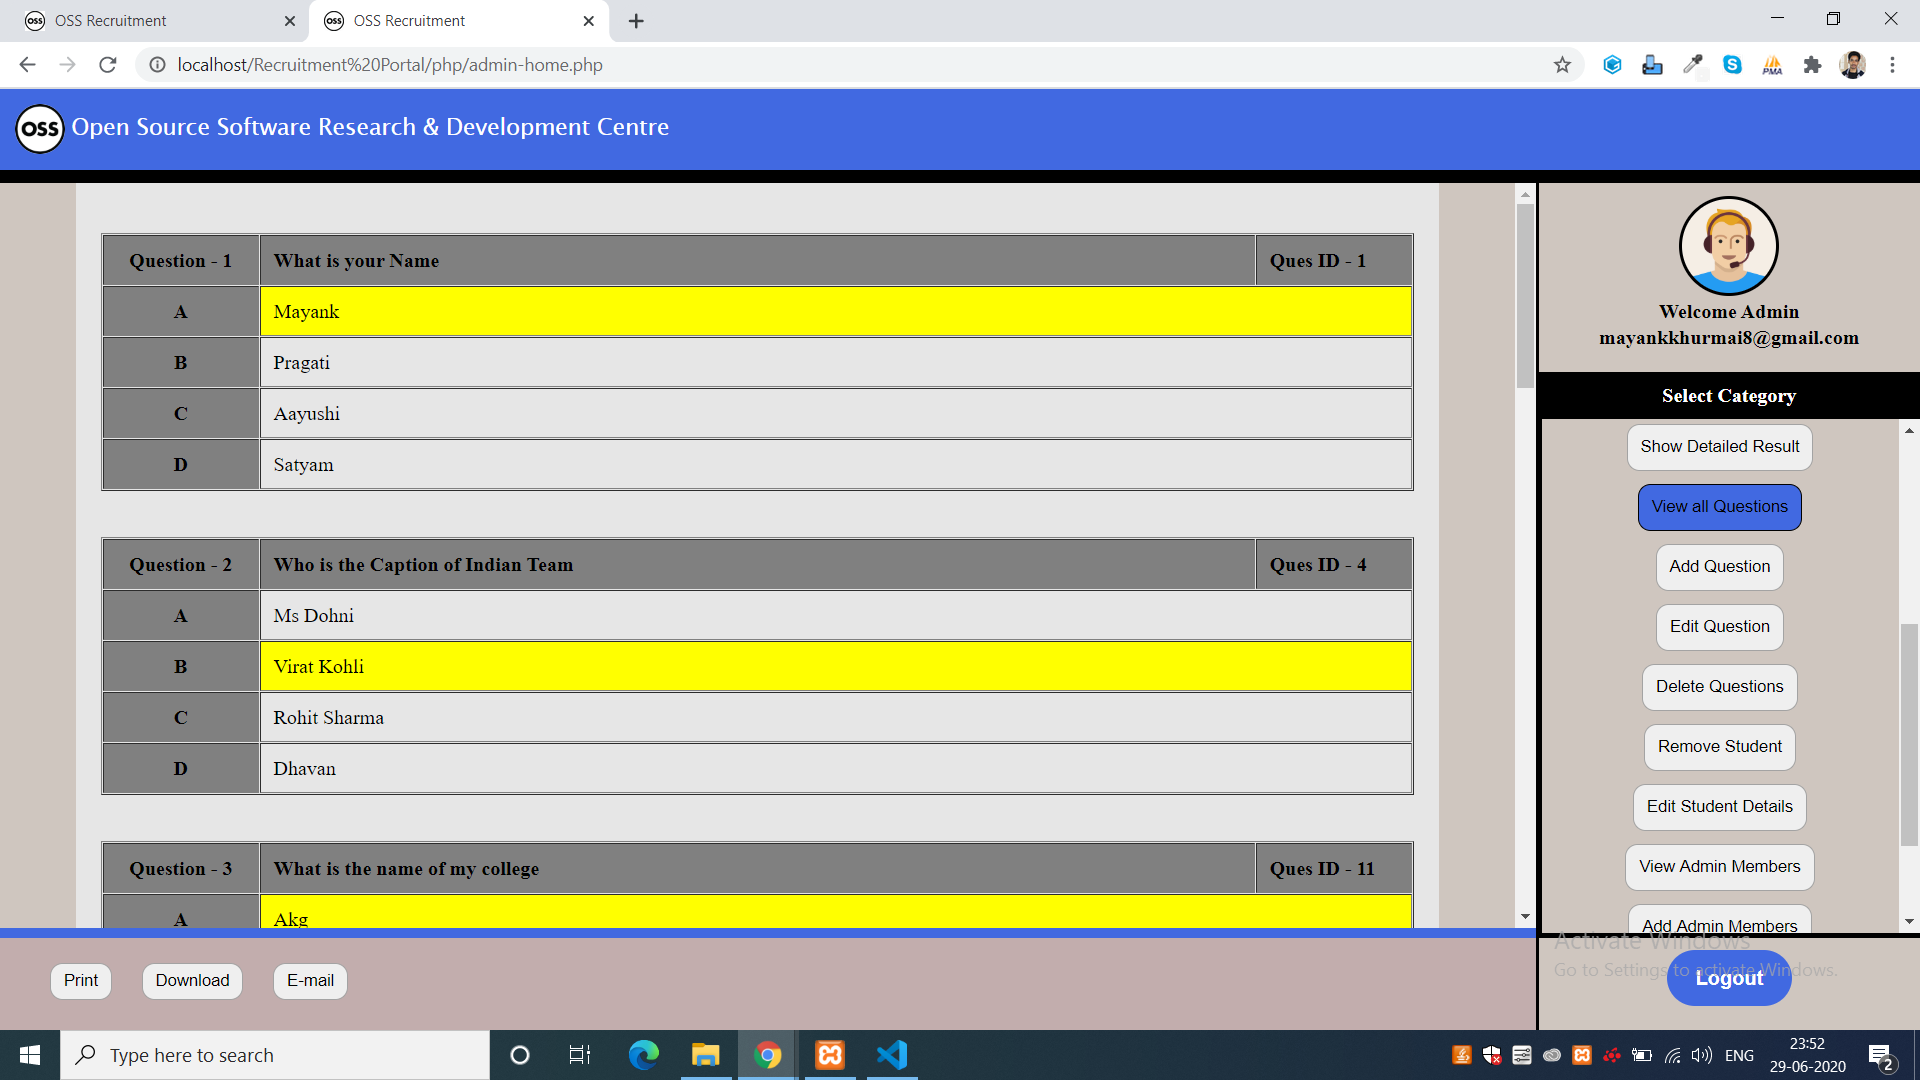 OSS Recruitment
OSS Recruitment
localhost/Recruitment%20Portal/php/admin-home.php
PMA
OSS Open Source Software Research & Development Centre
Question - 1 What is your Name Ques ID - 1
A Mayank
B Pragati
C Aayushi
D Satyam
Question - 2 Who is the Caption of Indian Team Ques ID - 4
A Ms Dohni
B Virat Kohli
C Rohit Sharma
D Dhavan
Question - 3 What is the name of my college Ques ID - 11
A Akg
Welcome Admin
mayankkhurmai8@gmail.com
Select Category
Show Detailed Result
View all Questions
Add Question
Edit Question
Delete Questions
Remove Student
Edit Student Details
View Admin Members
Add Admin Members
Activate Windows
Go to Settings to activate Windows.
Logout
Print Download E-mail
Type here to search
ENG
23:52
29-06-2020
2